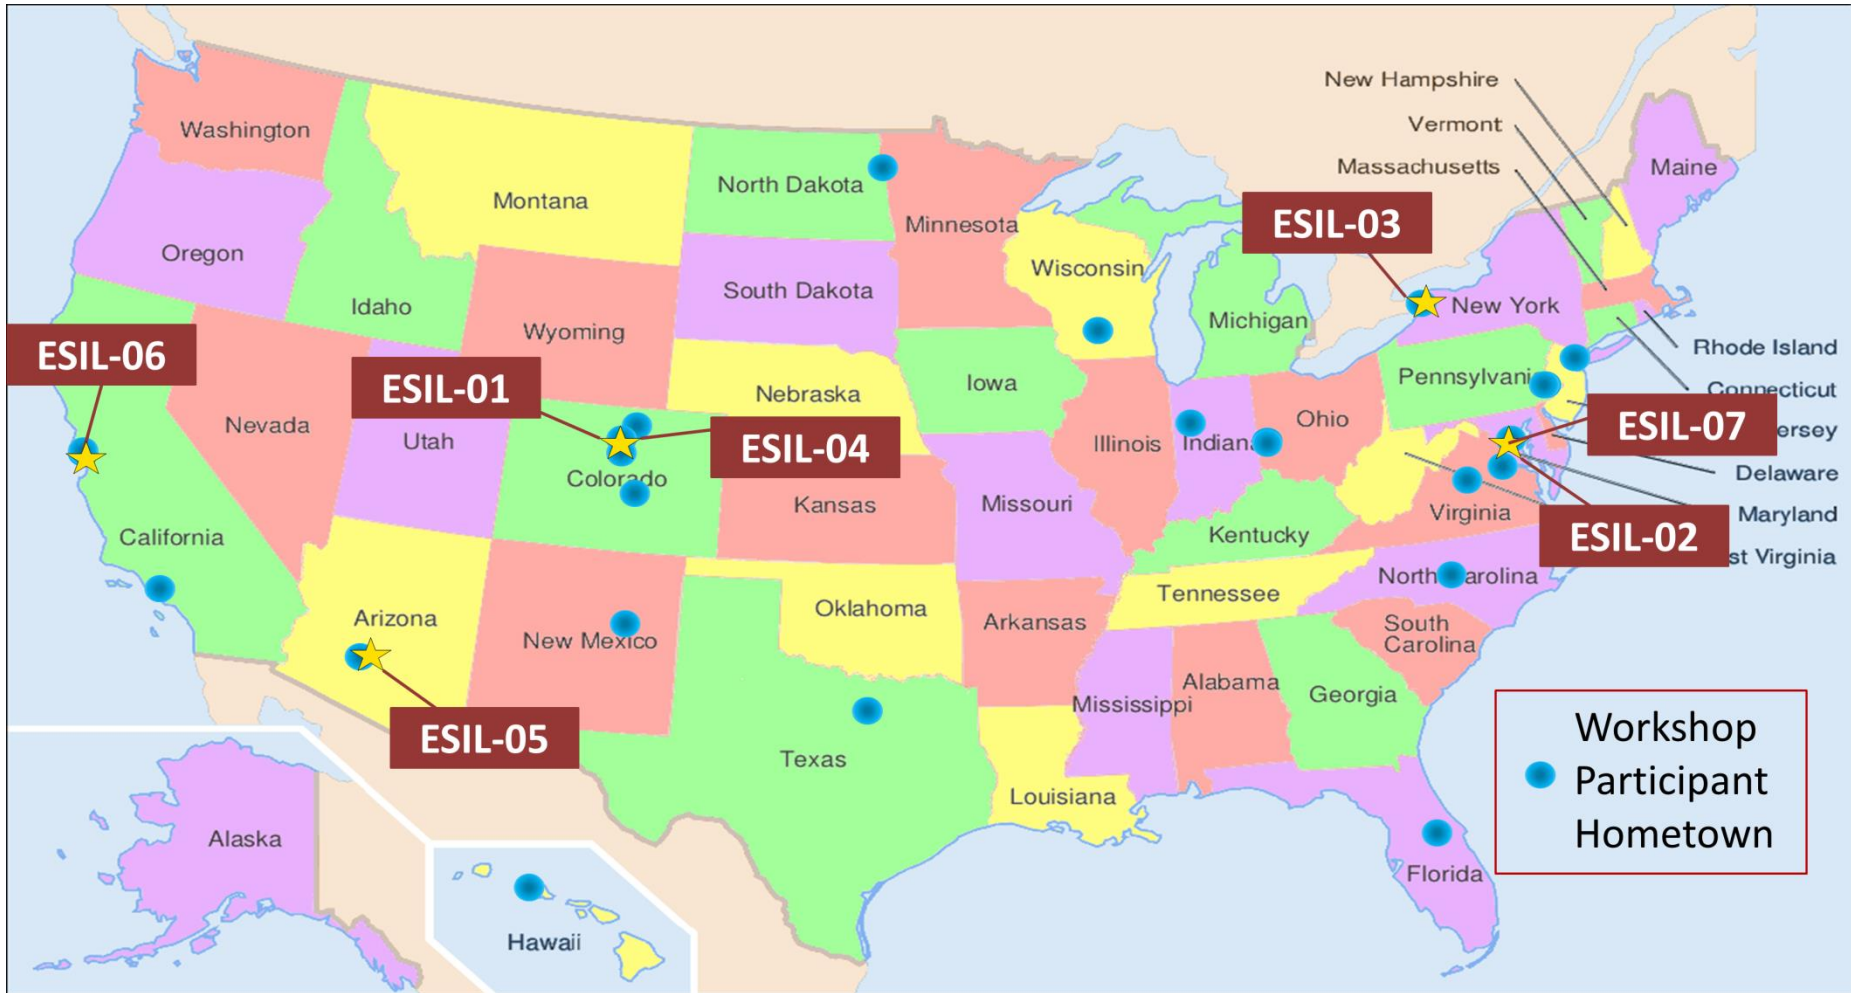 New Hampshire
Vermont
Massachusetts
Washington
Montana
North Dakota
Minnesota
Maine
ESIL-03
Oregon
Idaho
South Dakota
Wisconsin
Wyoming
Michigan
New York
ESIL-06
Rhode Island
ESIL-01
Nebraska
Iowa
Pennsylvani
Connecticut
Nevada
Utah
ESIL-04
Illinois
Indiana
Ohio
ESIL-07
ersey
Colorado
Delaware
Kansas
Missouri
Virginia
Maryland
California
Kentucky
ESIL-02
st Virginia
North Carolina
Arizona
Oklahoma
Tennessee
New Mexico
Arkansas
South
Carolina
ESIL-05
Mississippi
Alabama
Georgia
Texas
Louisiana
Workshop
Participant
Hometown
Alaska
Florida
Hawaii